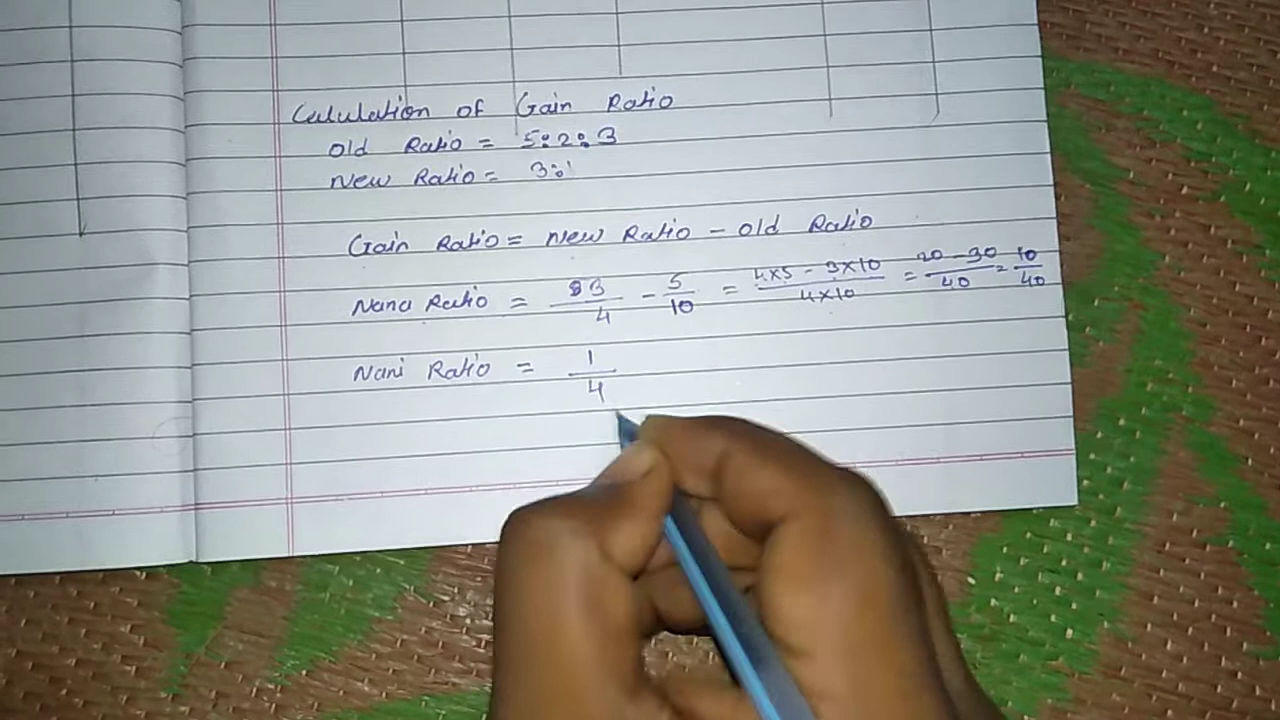 Calulation of Gain Ratio
Old Ratio = 5:2:3
New Ratio = 3:1
Gain Ratio = New Ratio - Old Ratio
Nana Ratio = 3/4 - 5/10 = 4x5 - 3x10/4x10 = 20-30/40 = 10/40
Nani Ratio = 1/4